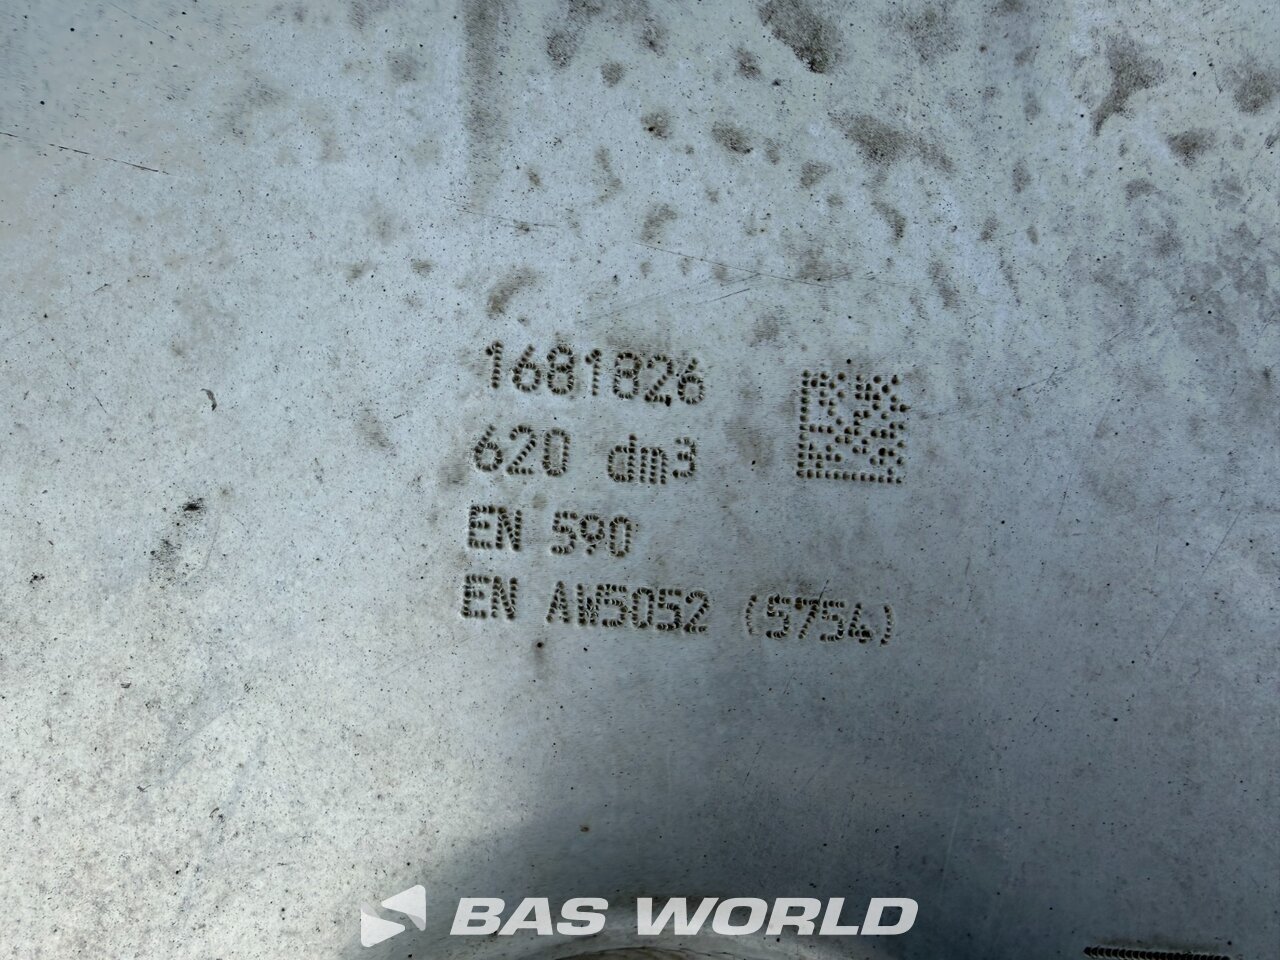 1681826
620 dm3
EN 590
EN AW5052 (5754)
BAS WORLD